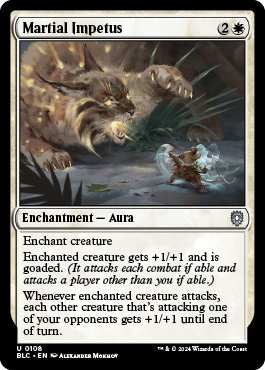 Martial Impetus 2
Enchantment — Aura
Enchant creature
Enchanted creature gets +1/+1 and is
goaded. (It attacks each combat if able and
attacks a player other than you if able.)
Whenever enchanted creature attacks,
each other creature that's attacking one
of your opponents gets +1/+1 until end
of turn.
U 0108
BLC • EN Alexander Mokhov
™ & © 2024 Wizards of the Coast